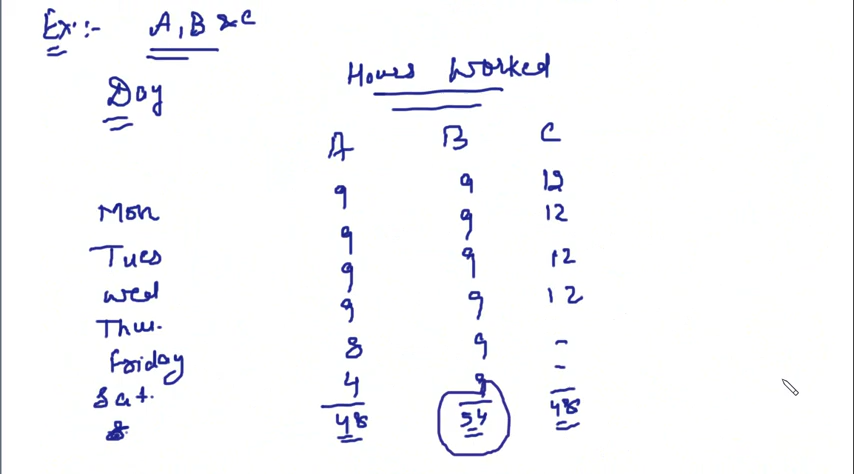 Ex:- A, B & C
Hours Worked
Day
A B C
Mon 9 9 12
Tues 9 9 12
Wed 9 9 12
Thu. 9 9 12
Friday 8 9 -
Sat. 4 9 -
48 54 48